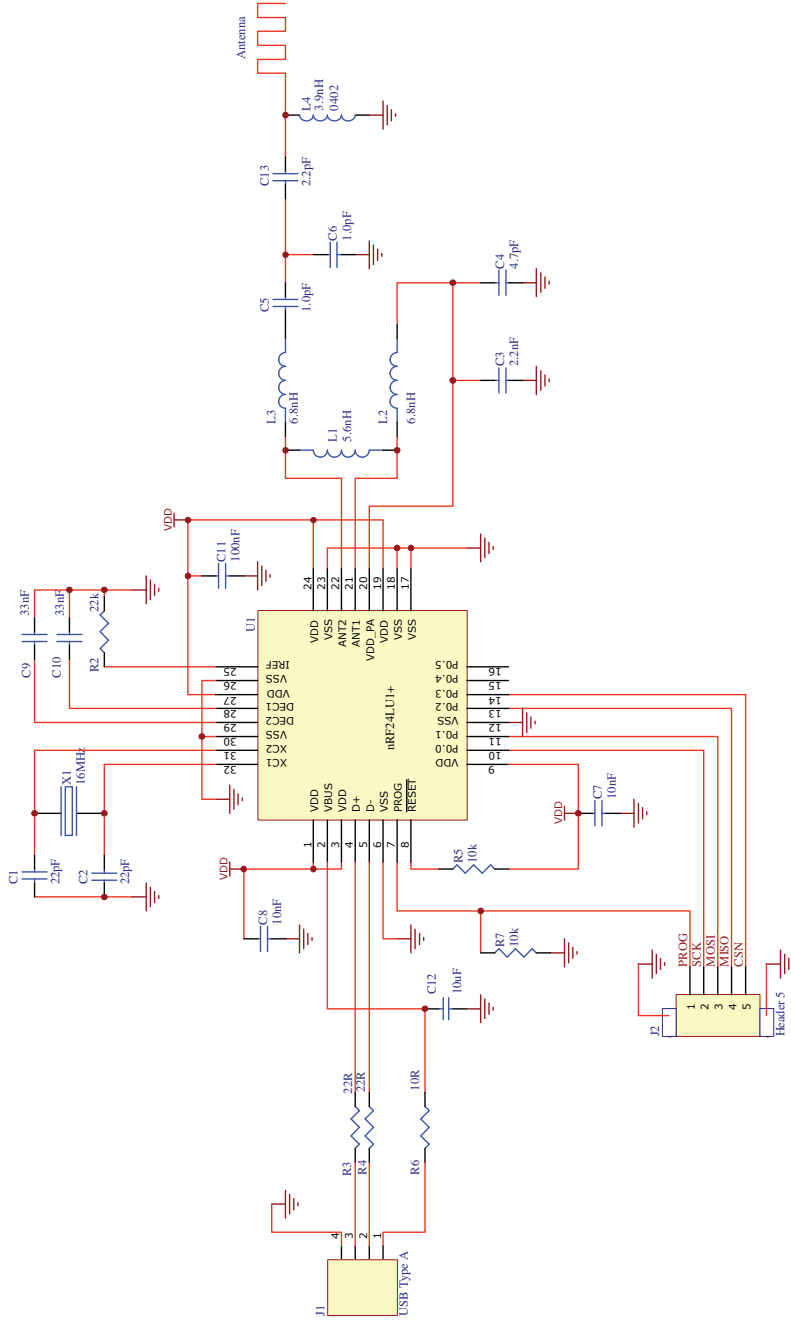 Antenna
L4
3.9nH
0402
C13
2.2pF
C6
1.0pF
C5
1.0pF
L3
6.8nH
L1
5.6nH
L2
6.8nH
C4
4.7pF
C3
2.2nF
VDD
C11
100nF
C9
33nF
C10
33nF
R2
22k
X1
16MHz
C1
22pF
C2
22pF
U1
nRF24LU1+
24
23
22
21
20
19
18
17
VDD
VSS
ANT2
ANT1
VDD_PA
VDD
VSS
VSS
25
26
27
28
29
30
31
32
IREF
VSS
VDD
DEC1
DEC2
VSS
XC2
XC1
16
15
14
13
12
11
10
9
P0.5
P0.4
P0.3
P0.2
VSS
P0.1
P0.0
VDD
1
2
3
4
5
6
7
8
VDD
VBUS
VDD
D+
D-
VSS
PROG
RESET
VDD
C8
10nF
VDD
C7
10nF
R5
10k
R7
10k
C12
10uF
R3
22R
R4
22R
R6
10R
J1
USB Type A
4
3
2
1
J2
Header 5
1
2
3
4
5
PROG
SCK
MOSI
MISO
CSN